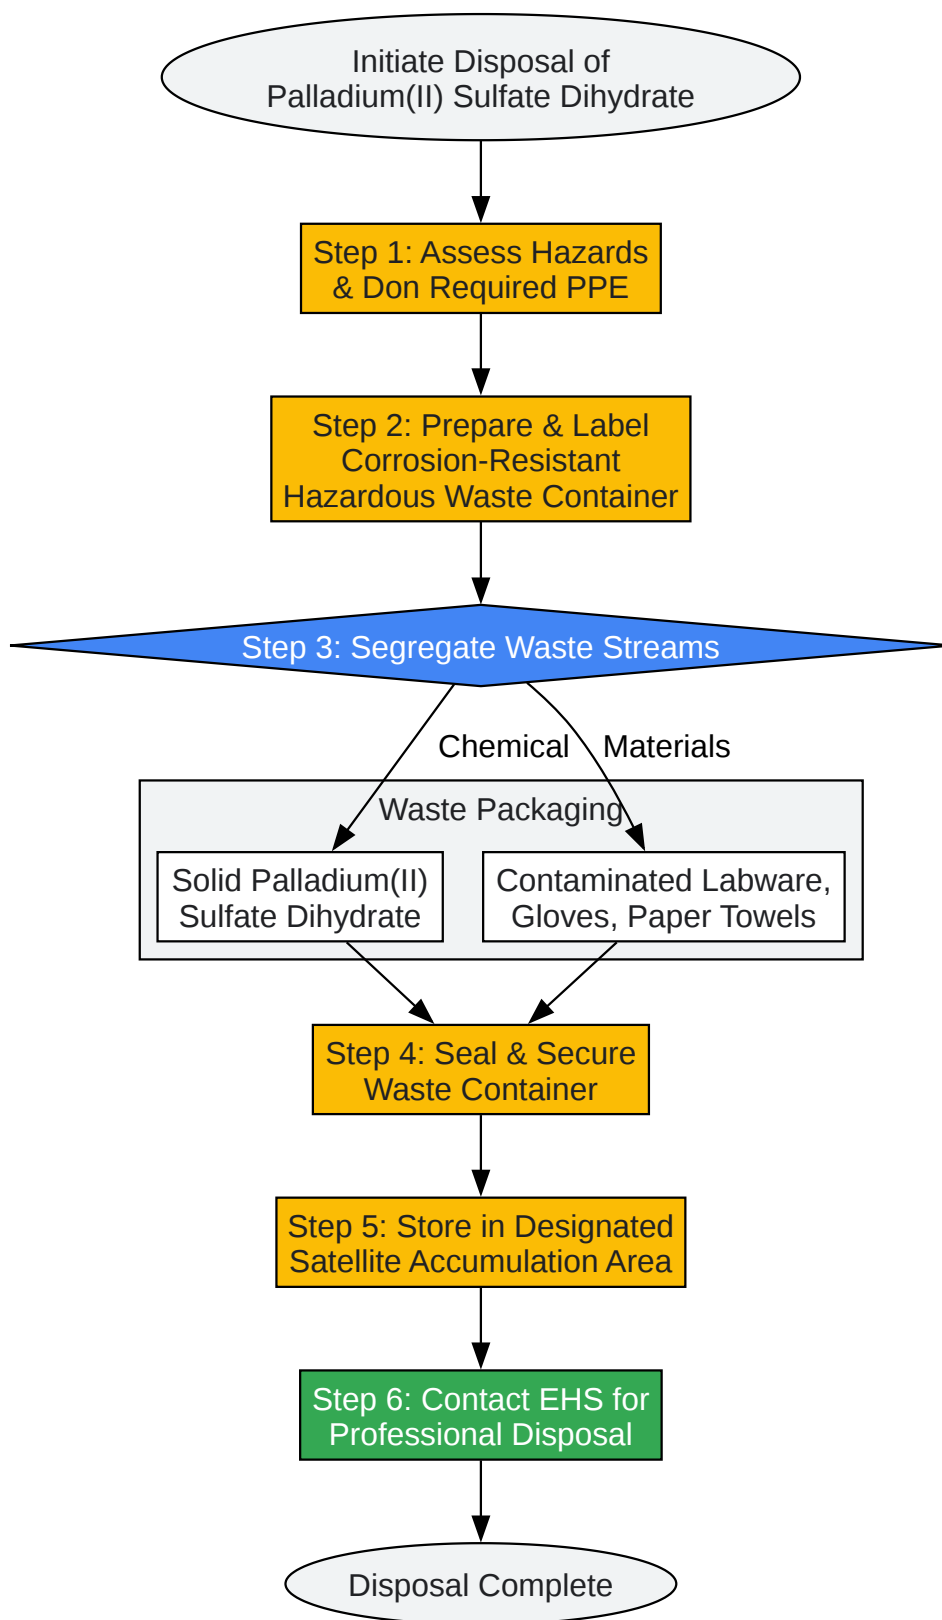 Initiate Disposal of
Palladium(II) Sulfate Dihydrate
Step 1: Assess Hazards
& Don Required PPE
Step 2: Prepare & Label
Corrosion-Resistant
Hazardous Waste Container
Step 3: Segregate Waste Streams
Chemical
Materials
Waste Packaging
Solid Palladium(II)
Sulfate Dihydrate
Contaminated Labware,
Gloves, Paper Towels
Step 4: Seal & Secure
Waste Container
Step 5: Store in Designated
Satellite Accumulation Area
Step 6: Contact EHS for
Professional Disposal
Disposal Complete